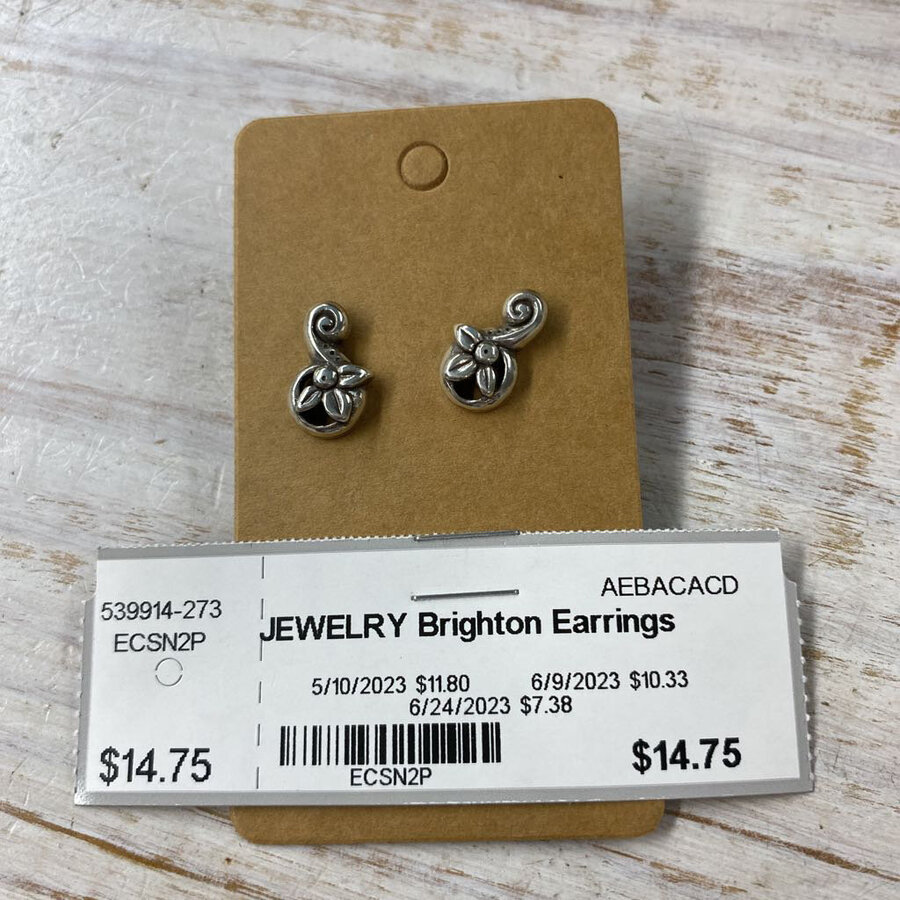 539914-273
ECSN2P
$14.75
AEBACACD
JEWELRY Brighton Earrings
5/10/2023 $11.80 6/9/2023 $10.33
6/24/2023 $7.38
ECSN2P
$14.75